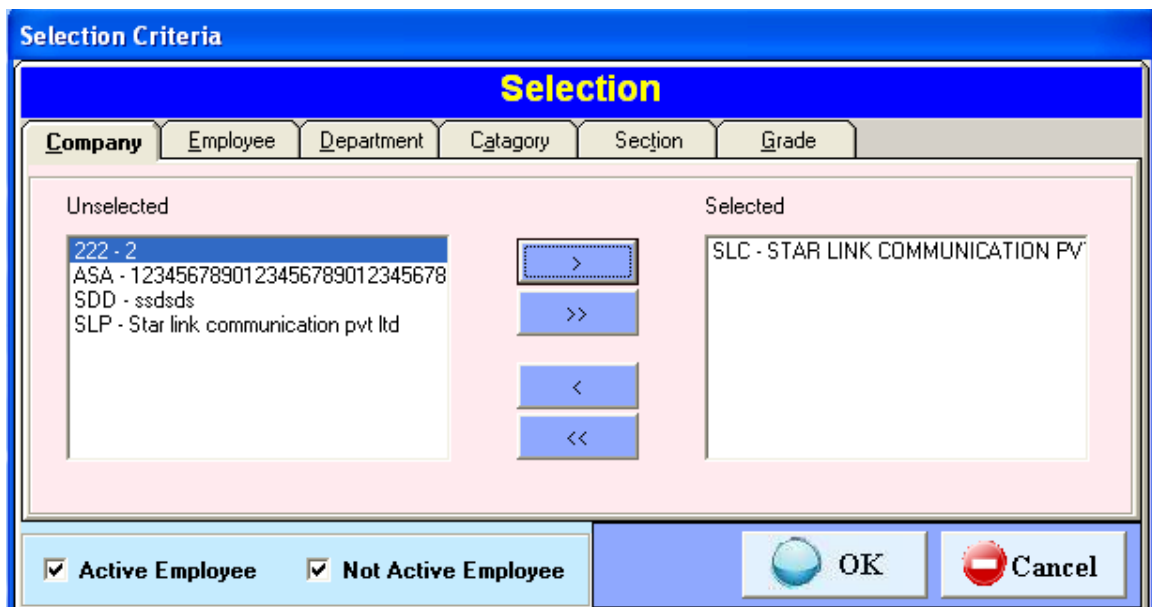 Selection Criteria
Selection
Company Employee Department Catagory Section Grade
Unselected Selected
222 - 2
ASA - 1234567890123456789012345678
SDD - ssdsds
SLP - Star link communication pvt ltd
>
>>
<
<<
SLC - STAR LINK COMMUNICATION PV
Active Employee Not Active Employee OK Cancel